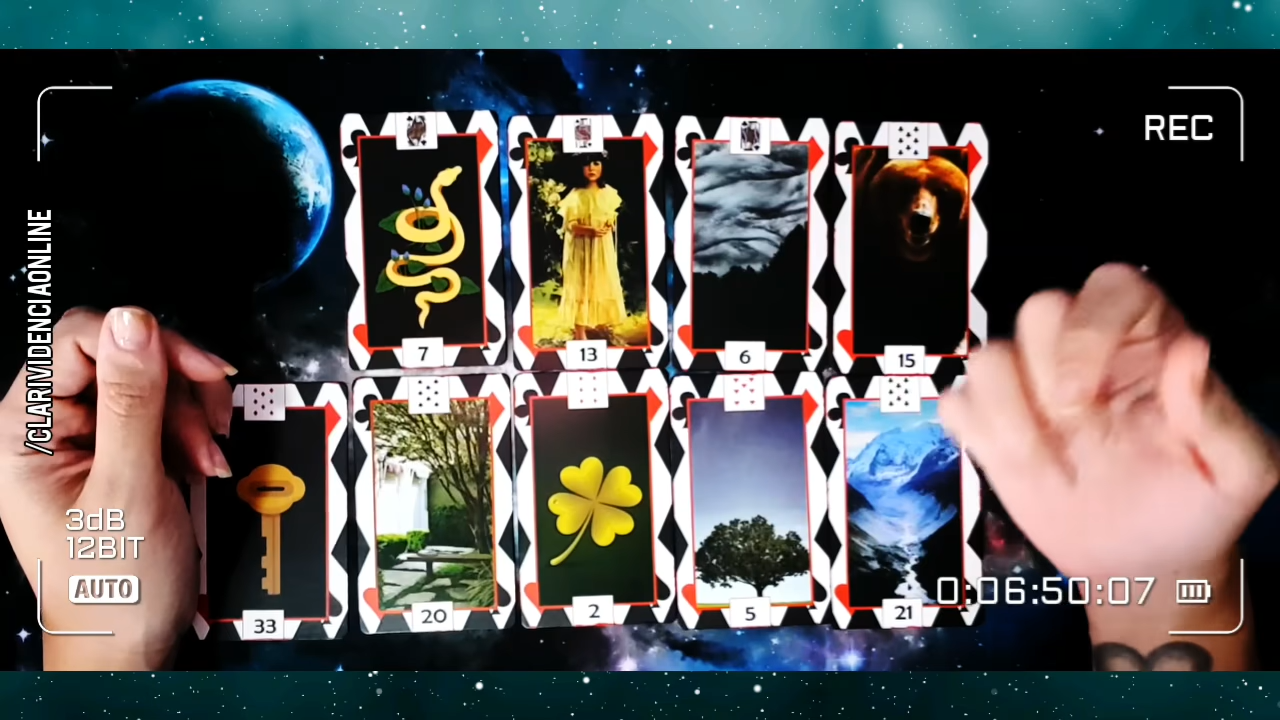 REC
/CLARIVIDENCIAONLINE
7
13
6
15
33
20
2
5
21
3dB
12BIT
AUTO
0:06:50:07